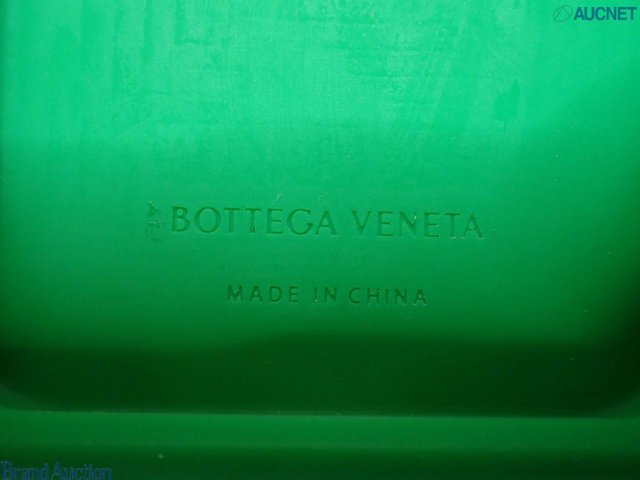 AUCNET
BOTTEGA VENETA
MADE IN CHINA
Brand Auction